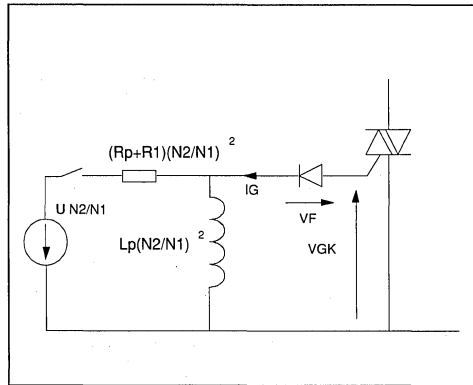 (Rp+R1)(N2/N1) 2
IG
U N2/N1
VF
VGK
Lp(N2/N1) 2